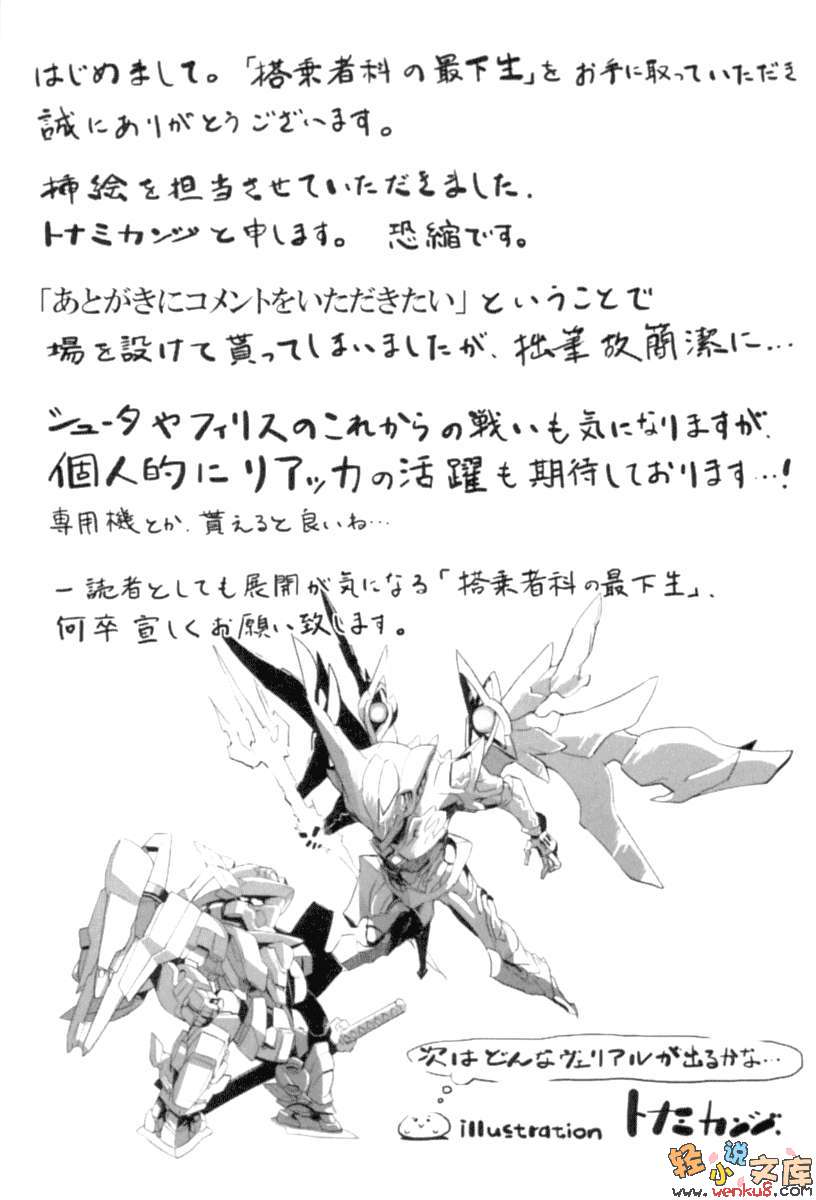 はじめまして。「搭乗者科の最下生」をお手に取っていただき
誠にありがとうございます。
挿絵を担当させていただきました、
トナミカンジと申します。 恐縮です。
「あとがきにコメントをいただきたい」ということで
場を設けて貰ってしまいましたが、拙筆故簡潔に…
シュータやフィリスのこれからの戦いも気になりますが、
個人的にリアッカの活躍も期待しております…!
専用機とか、貰えると良いね…
一読者としても展開が気になる「搭乗者科の最下生」、
何卒宜しくお願い致します。
次はどんなヴェリアルが出るかな…
illustration トナミカンジ.
轻小说文库
www.wenku8.com